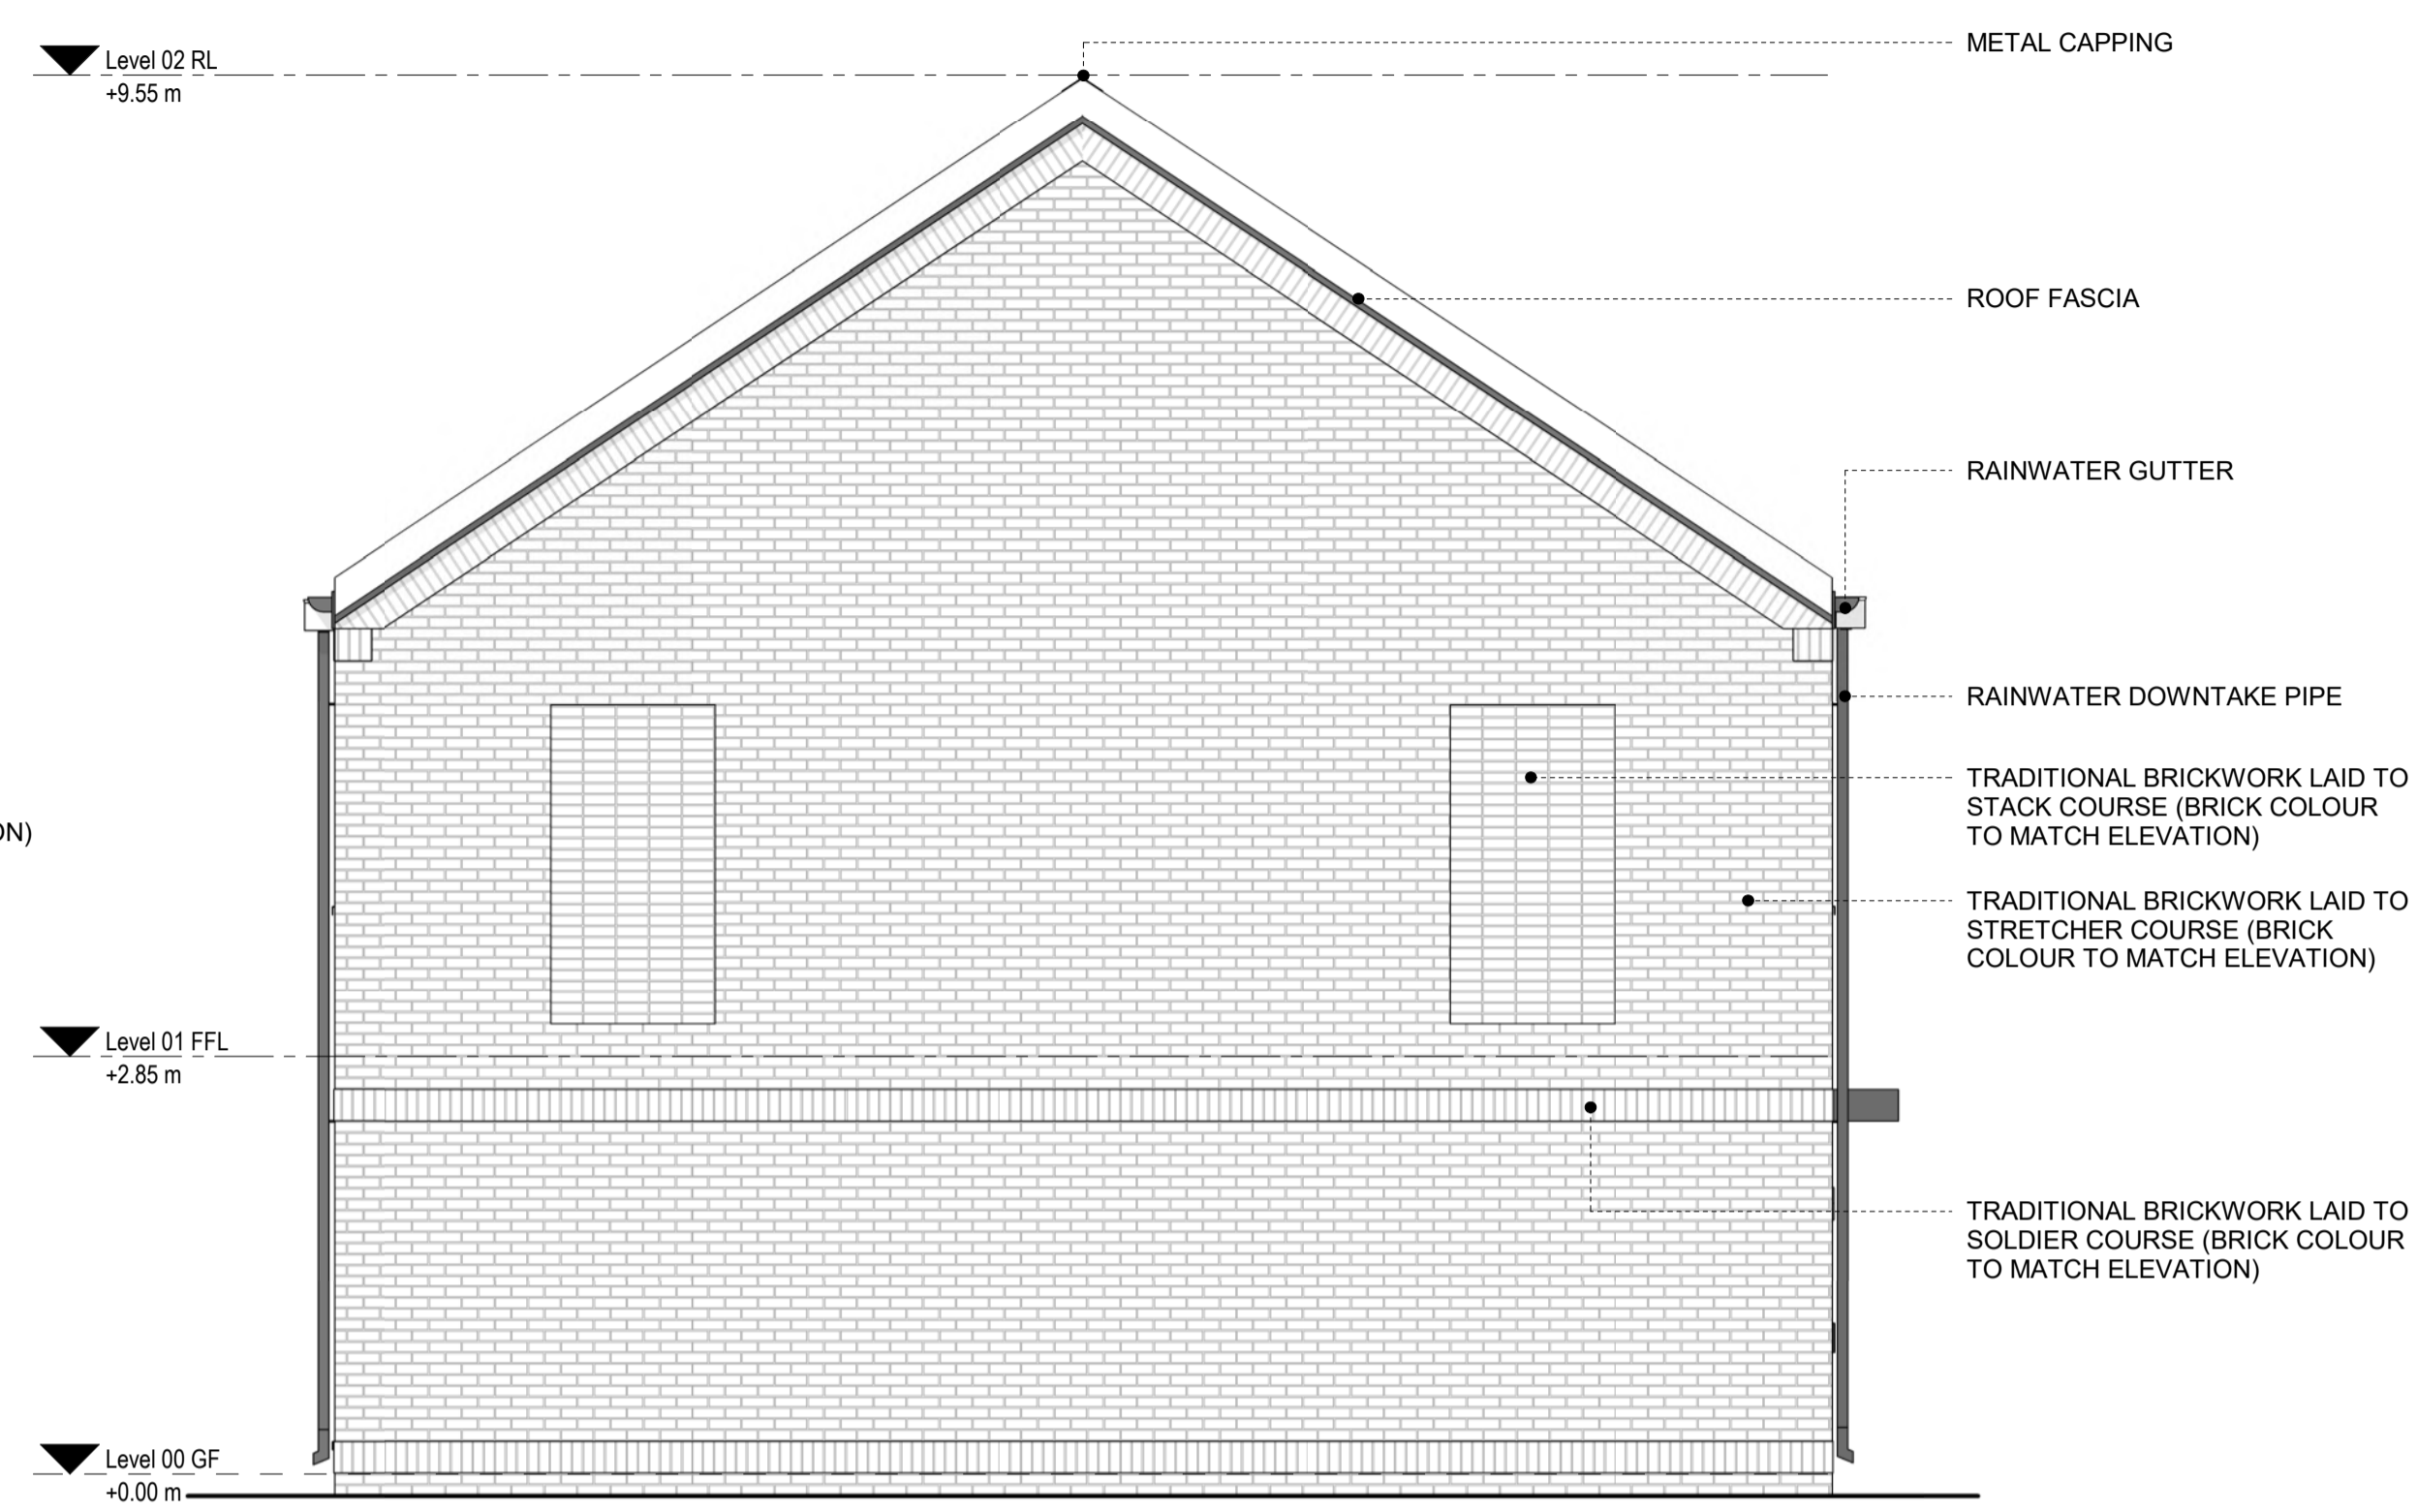 Level 02 RL
+9.55 m
METAL CAPPING
ROOF FASCIA
RAINWATER GUTTER
RAINWATER DOWNTAKE PIPE
TRADITIONAL BRICKWORK LAID TO
STACK COURSE (BRICK COLOUR
TO MATCH ELEVATION)
ON)
TRADITIONAL BRICKWORK LAID TO
STRETCHER COURSE (BRICK
COLOUR TO MATCH ELEVATION)
Level 01 FFL
+2.85 m
TRADITIONAL BRICKWORK LAID TO
SOLDIER COURSE (BRICK COLOUR
TO MATCH ELEVATION)
Level 00 GF
+0.00 m